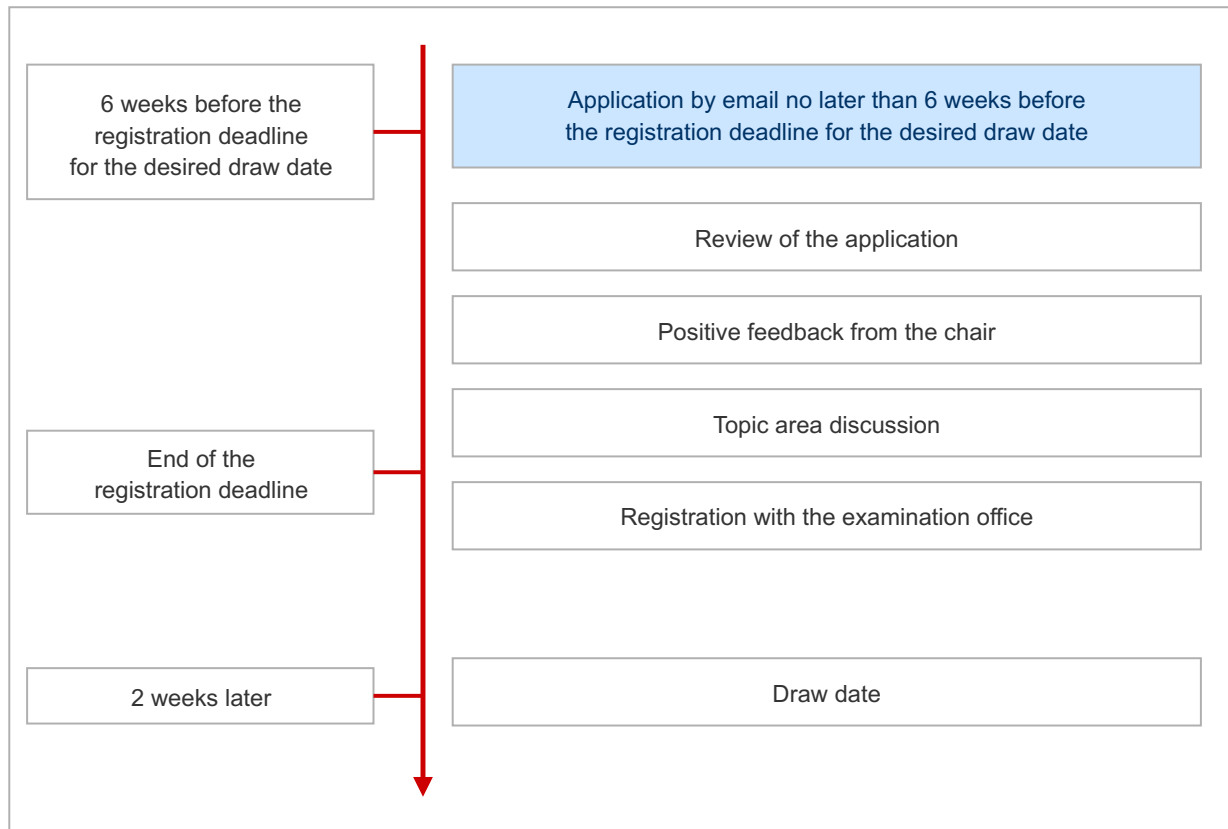 6 weeks before the
registration deadline
for the desired draw date
Application by email no later than 6 weeks before
the registration deadline for the desired draw date
Review of the application
Positive feedback from the chair
Topic area discussion
End of the
registration deadline
Registration with the examination office
2 weeks later
Draw date